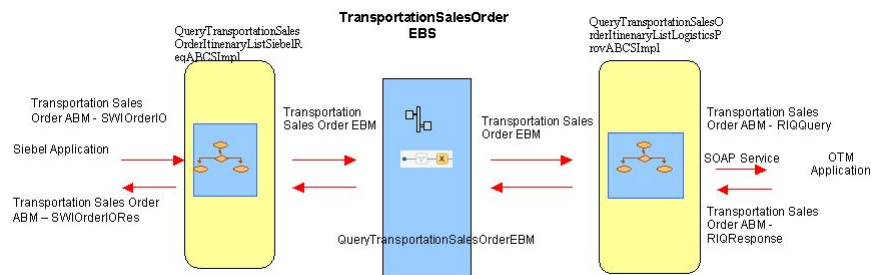 QueryTransportationSales
OrderItineraryListSiebelR
eqABCSImpl
TransportationSalesOrder
EBS
QueryTransportationSalesO
rderItineraryListLogisticsP
rovABCSImpl
Transportation Sales
Order ABM - SWIOrderIO
Siebel Application
Transportation Sales Order
ABM – SWIOrderIORes
Transportation
Sales Order EBM
Transportation Sales
Order EBM
QueryTransportationSalesOrderEBM
Transportation Sales
Order ABM - RIQQuery
SOAP Service
OTM
Application
Transportation Sales
Order ABM -
RIQResponse